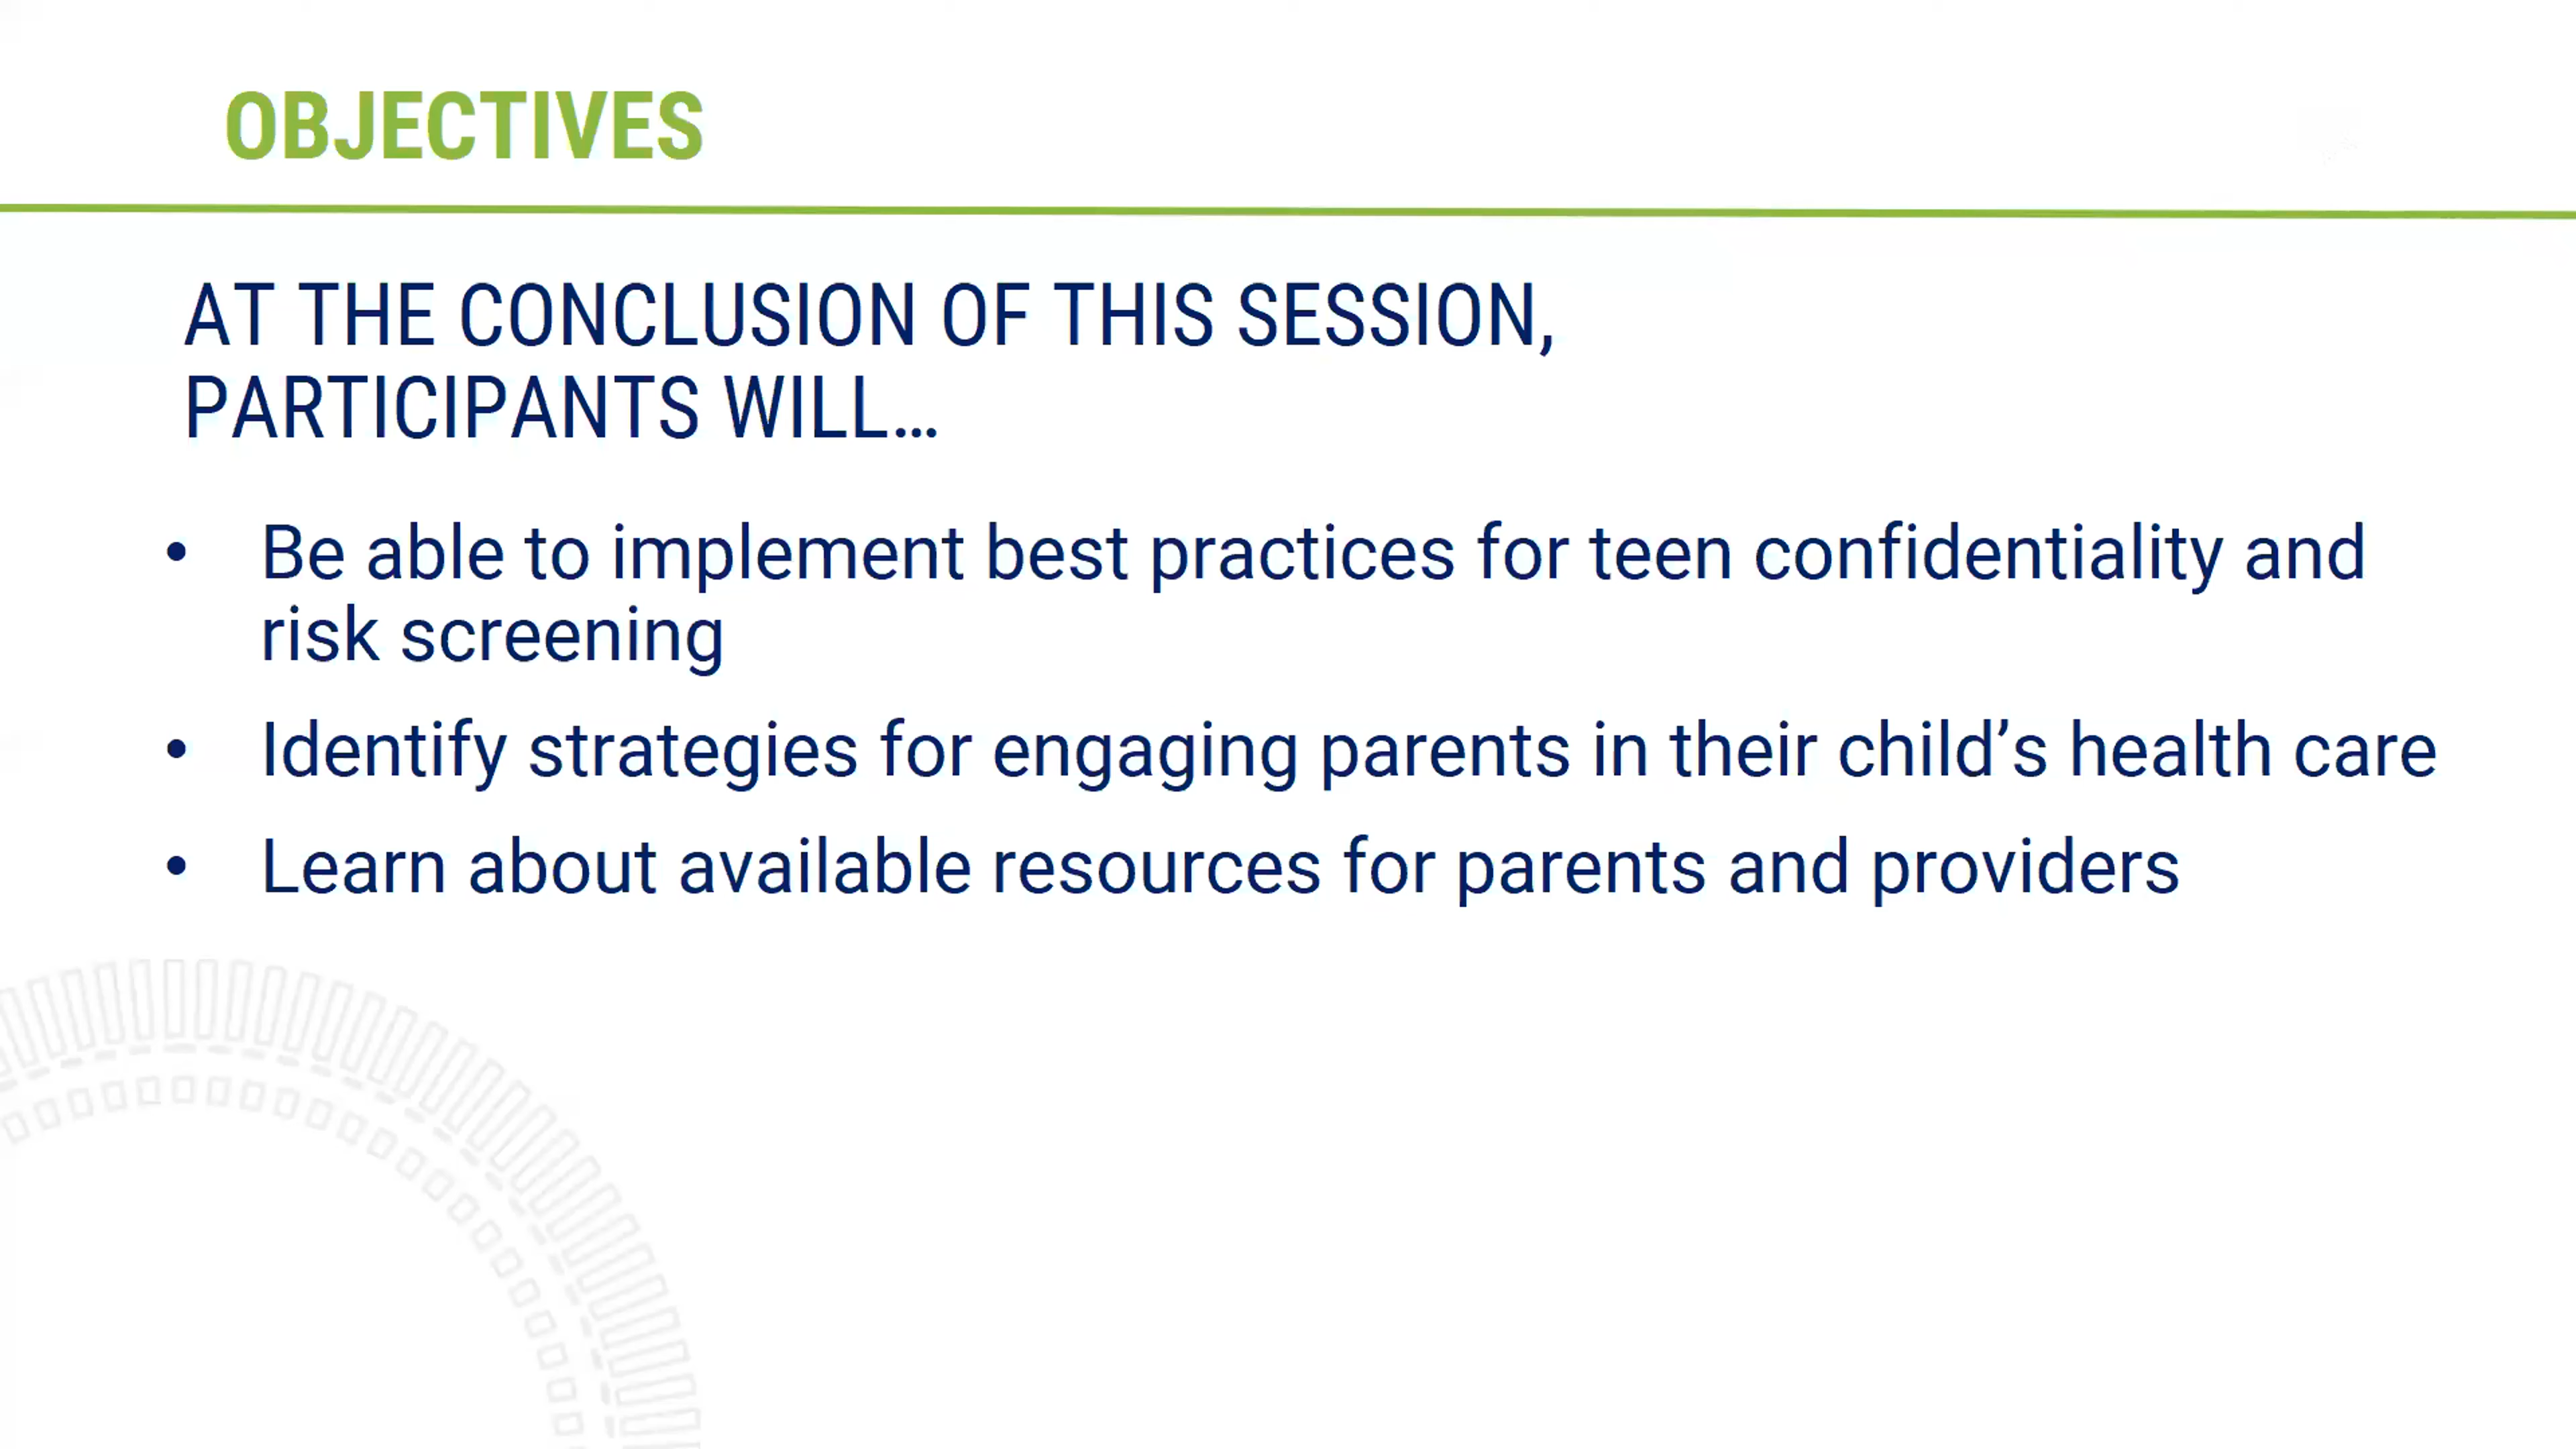 OBJECTIVES
AT THE CONCLUSION OF THIS SESSION,
PARTICIPANTS WILL…
• Be able to implement best practices for teen confidentiality and
risk screening
• Identify strategies for engaging parents in their child’s health care
• Learn about available resources for parents and providers